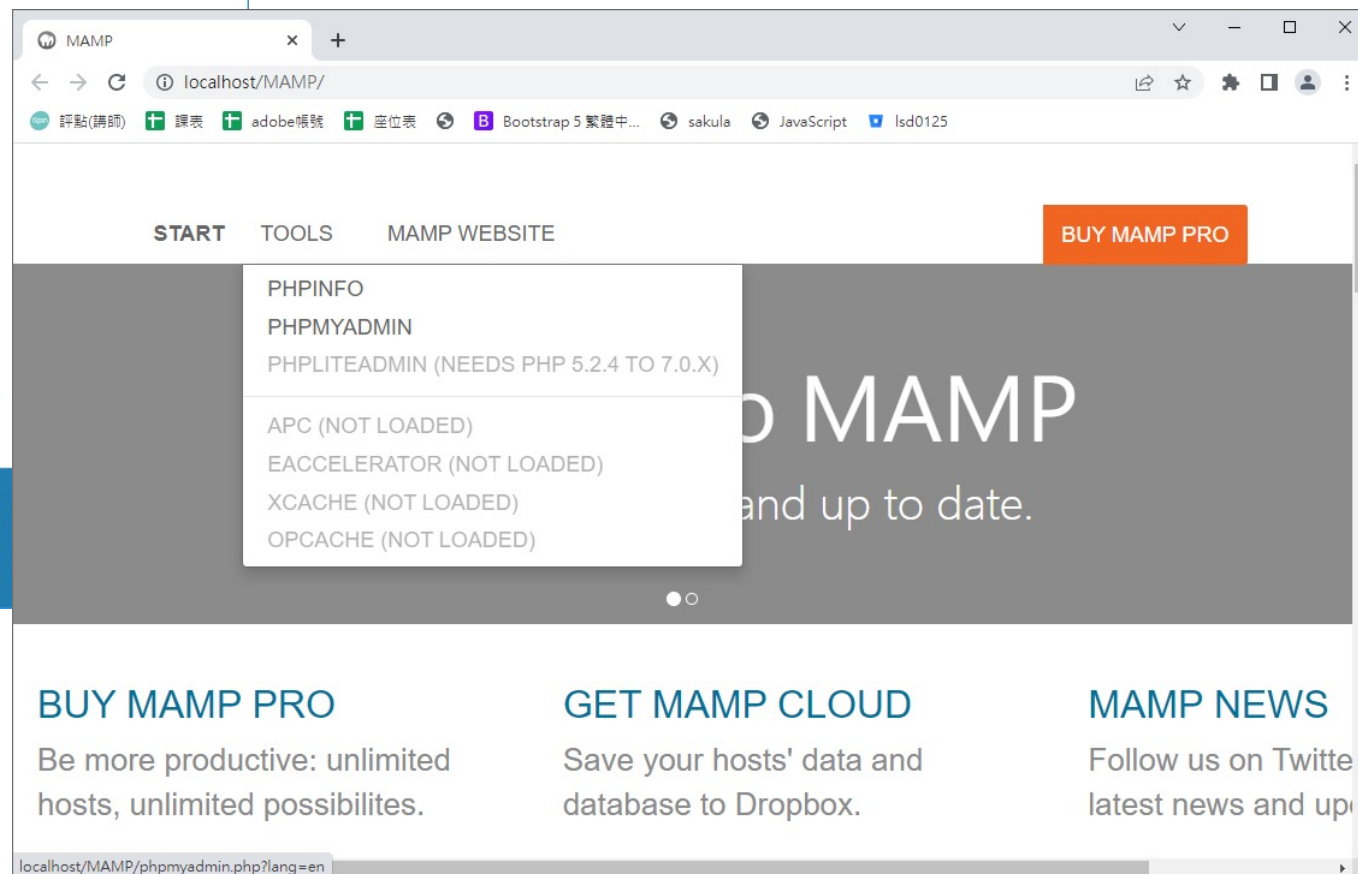 MAMP
localhost/MAMP/
評點(講師) 課表 adobe帳號 座位表 B Bootstrap 5 繁體中... sakula JavaScript lsd0125
START TOOLS MAMP WEBSITE BUY MAMP PRO
PHPINFO
PHPMYADMIN
PHPLITEADMIN (NEEDS PHP 5.2.4 TO 7.0.X)
APC (NOT LOADED)
EACCELERATOR (NOT LOADED)
XCACHE (NOT LOADED)
OPCACHE (NOT LOADED)
o MAMP
and up to date.
BUY MAMP PRO
Be more productive: unlimited
hosts, unlimited possibilites.
GET MAMP CLOUD
Save your hosts' data and
database to Dropbox.
MAMP NEWS
Follow us on Twitte
latest news and up
localhost/MAMP/phpmyadmin.php?lang=en